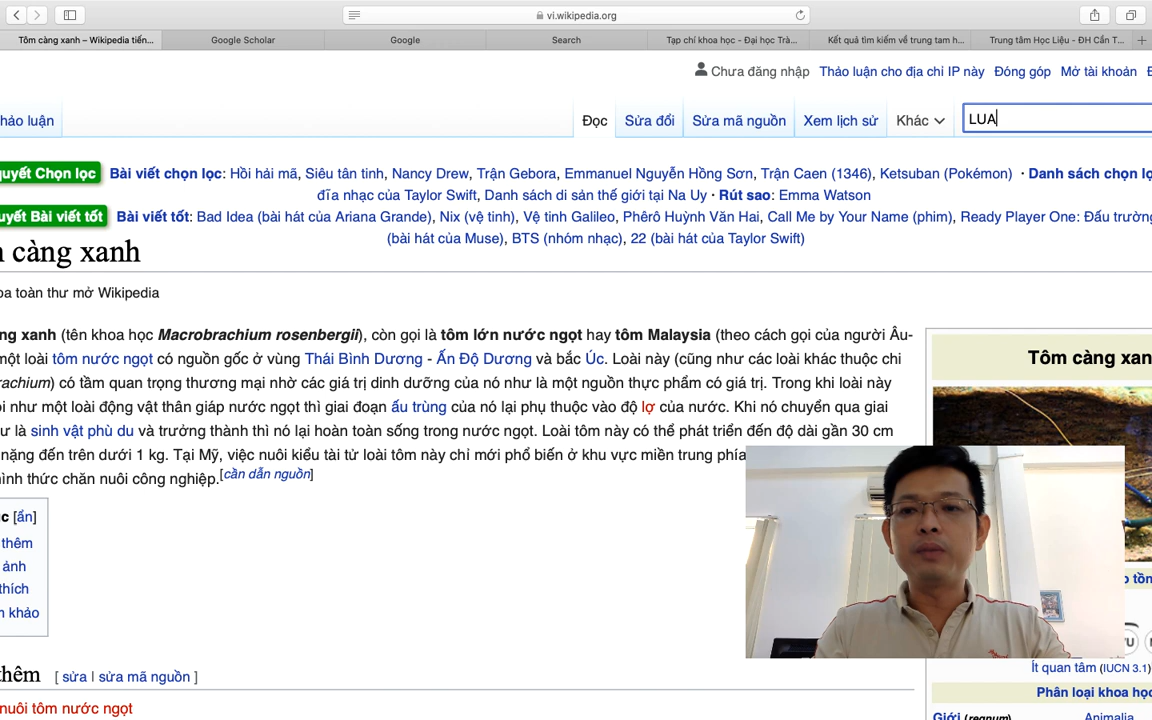 vi.wikipedia.org
Tôm càng xanh – Wikipedia tiến...
Google Scholar
Google
Search
Tạp chí khoa học - Đại học Trà...
Kết quả tìm kiếm về trung tam h...
Trung tâm Học Liệu - ĐH Cần T...
Chưa đăng nhập Thảo luận cho địa chỉ IP này Đóng góp Mở tài khoản
hảo luận
Đọc Sửa đổi Sửa mã nguồn Xem lịch sử Khác LUA
uyết Chọn lọc Bài viết chọn lọc: Hồi hải mã, Siêu tân tinh, Nancy Drew, Trận Gebora, Emmanuel Nguyễn Hồng Sơn, Trận Caen (1346), Ketsuban (Pokémon) · Danh sách chọn lọ
đĩa nhạc của Taylor Swift, Danh sách di sản thế giới tại Na Uy · Rút sao: Emma Watson
uyết Bài viết tốt Bài viết tốt: Bad Idea (bài hát của Ariana Grande), Nix (vệ tinh), Vệ tinh Galileo, Phêrô Huỳnh Văn Hai, Call Me by Your Name (phim), Ready Player One: Đấu trường
(bài hát của Muse), BTS (nhóm nhạc), 22 (bài hát của Taylor Swift)
càng xanh
oa toàn thư mở Wikipedia
ng xanh (tên khoa học Macrobrachium rosenbergii), còn gọi là tôm lớn nước ngọt hay tôm Malaysia (theo cách gọi của người Âu-
một loài tôm nước ngọt có nguồn gốc ở vùng Thái Bình Dương - Ấn Độ Dương và bắc Úc. Loài này (cũng như các loài khác thuộc chi
rachium) có tầm quan trọng thương mại nhờ các giá trị dinh dưỡng của nó như là một nguồn thực phẩm có giá trị. Trong khi loài này
i như một loài động vật thân giáp nước ngọt thì giai đoạn ấu trùng của nó lại phụ thuộc vào độ lợ của nước. Khi nó chuyển qua giai
ư là sinh vật phù du và trưởng thành thì nó lại hoàn toàn sống trong nước ngọt. Loài tôm này có thể phát triển đến độ dài gần 30 cm
nặng đến trên dưới 1 kg. Tại Mỹ, việc nuôi kiểu tài tử loài tôm này chỉ mới phổ biến ở khu vực miền trung phía
ình thức chăn nuôi công nghiệp.[cần dẫn nguồn]
Tôm càng xan
c [ẩn]
thêm
ảnh
thích
m khảo
thêm [ sửa | sửa mã nguồn ]
nuôi tôm nước ngọt
o tồn
Ít quan tâm (IUCN 3.1)
Phân loại khoa học
Giới (regnum) Animalia